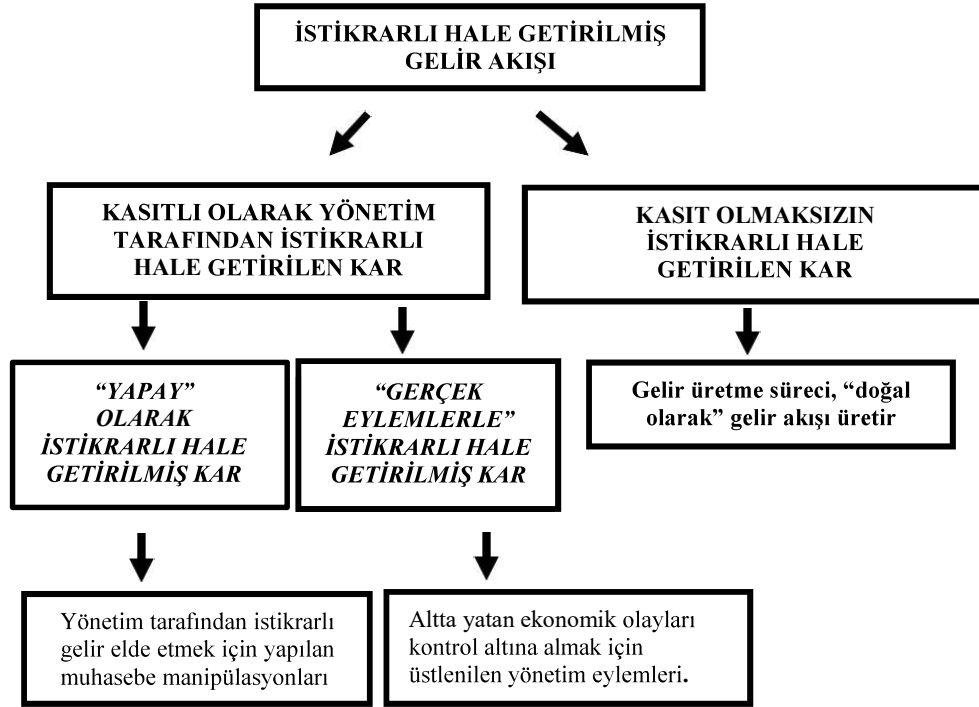 İSTİKRARLI HALE GETİRİLMİŞ
GELİR AKIŞI
KASITLI OLARAK YÖNETİM
TARAFINDAN İSTİKRARLI
HALE GETİRİLEN KAR
KASIT OLMAKSIZIN
İSTİKRARLI HALE
GETİRİLEN KAR
“YAPAY”
OLARAK
İSTİKRARLI HALE
GETİRİLMİŞ KAR
“GERÇEK
EYLEMLERLE”
İSTİKRARLI HALE
GETİRİLMİŞ KAR
Gelir üretme süreci, “doğal
olarak” gelir akışı üretir
Yönetim tarafından istikrarlı
gelir elde etmek için yapılan
muhasebe manipülasyonları
Altta yatan ekonomik olayları
kontrol altına almak için
üstlenilen yönetim eylemleri.